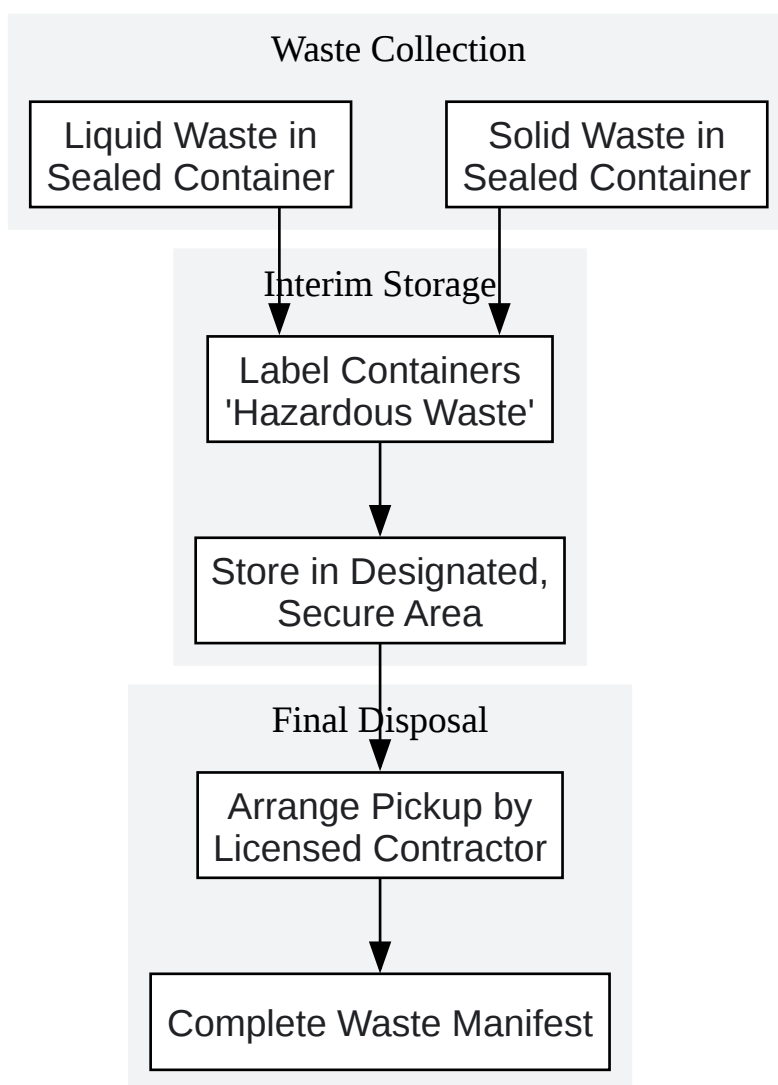 Waste Collection
Liquid Waste in
Sealed Container
Solid Waste in
Sealed Container
Interim Storage
Label Containers
'Hazardous Waste'
Store in Designated,
Secure Area
Final Disposal
Arrange Pickup by
Licensed Contractor
Complete Waste Manifest